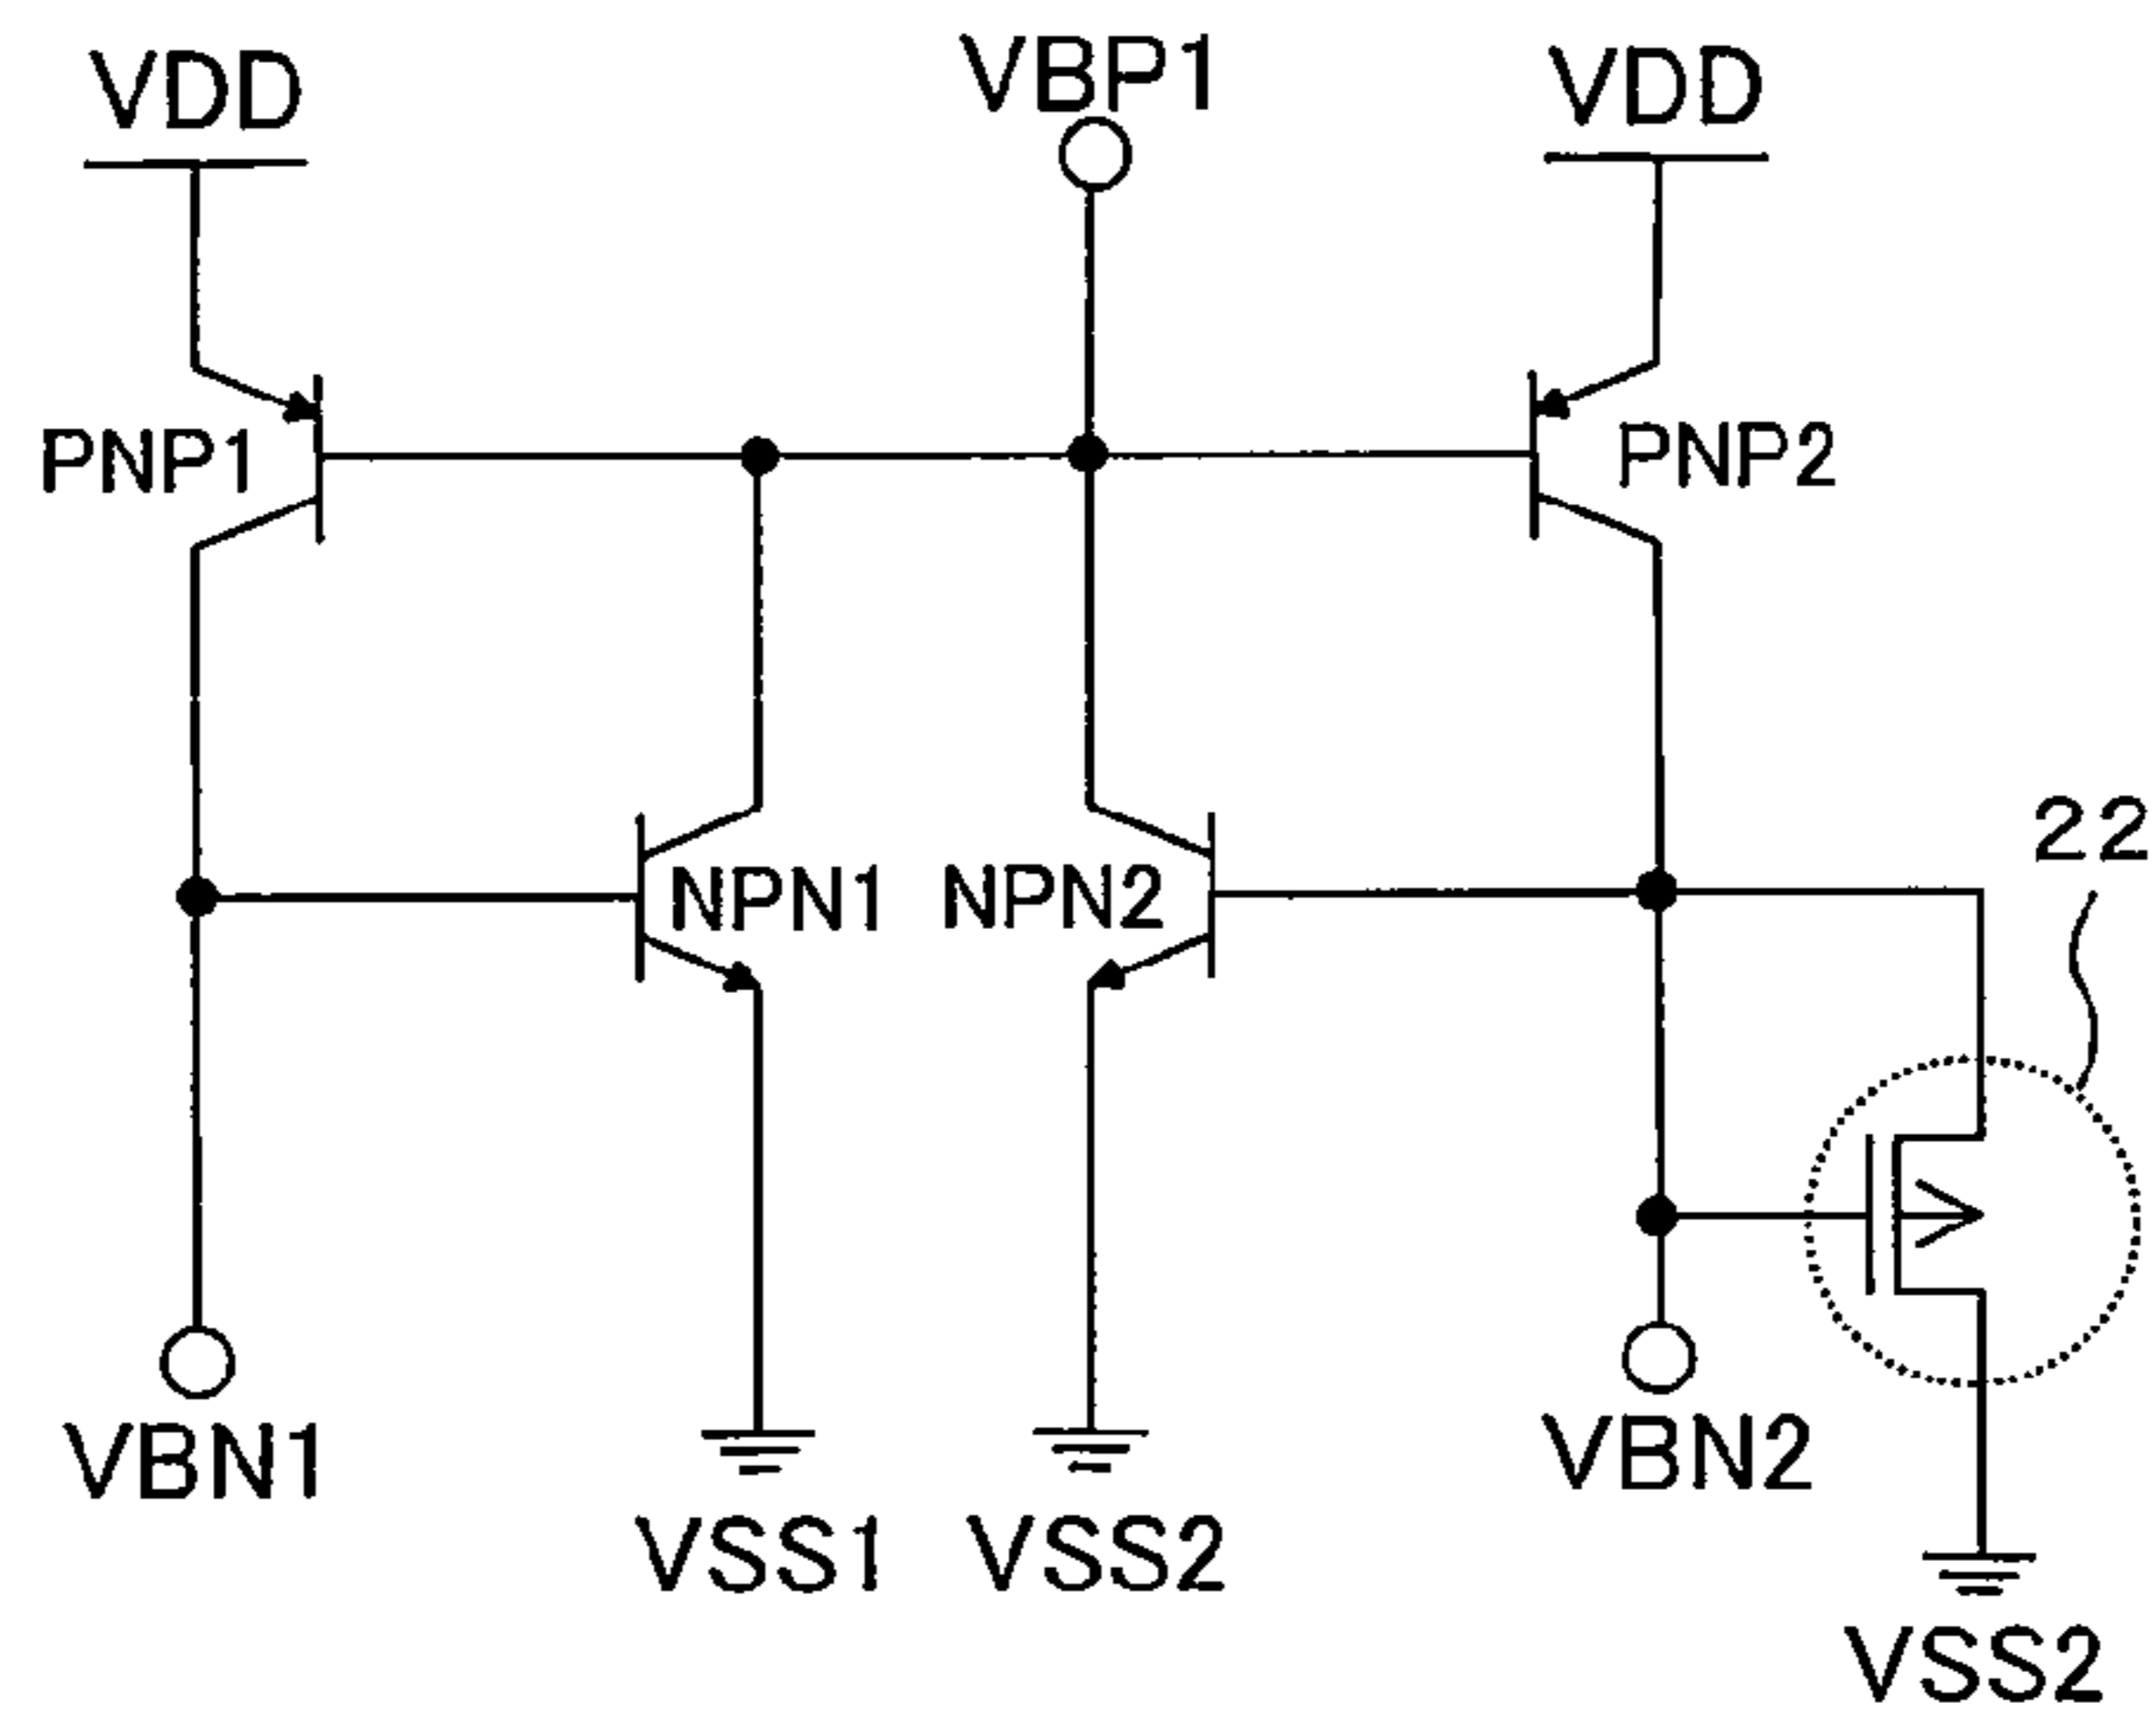 VDD
VBP1
VDD
PNP1
PNP2
22
NPN1
NPN2
VBN1
VBN2
VSS1
VSS2
VSS2